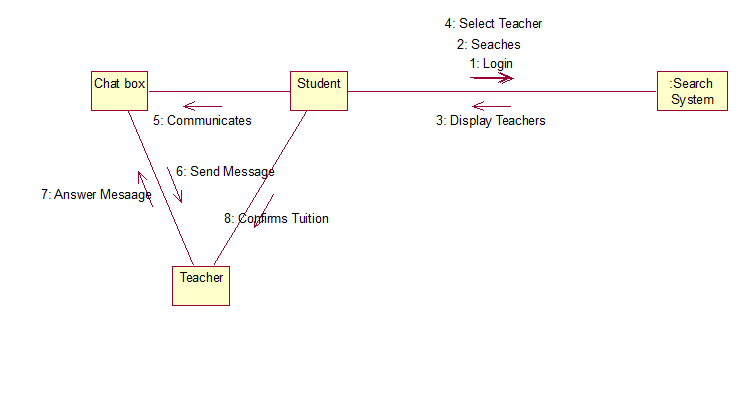 4: Select Teacher
2: Seaches
1: Login
Chat box
Student
:Search
System
5: Communicates
3: Display Teachers
6: Send Message
7: Answer Mesaage
8: Confirms Tuition
Teacher